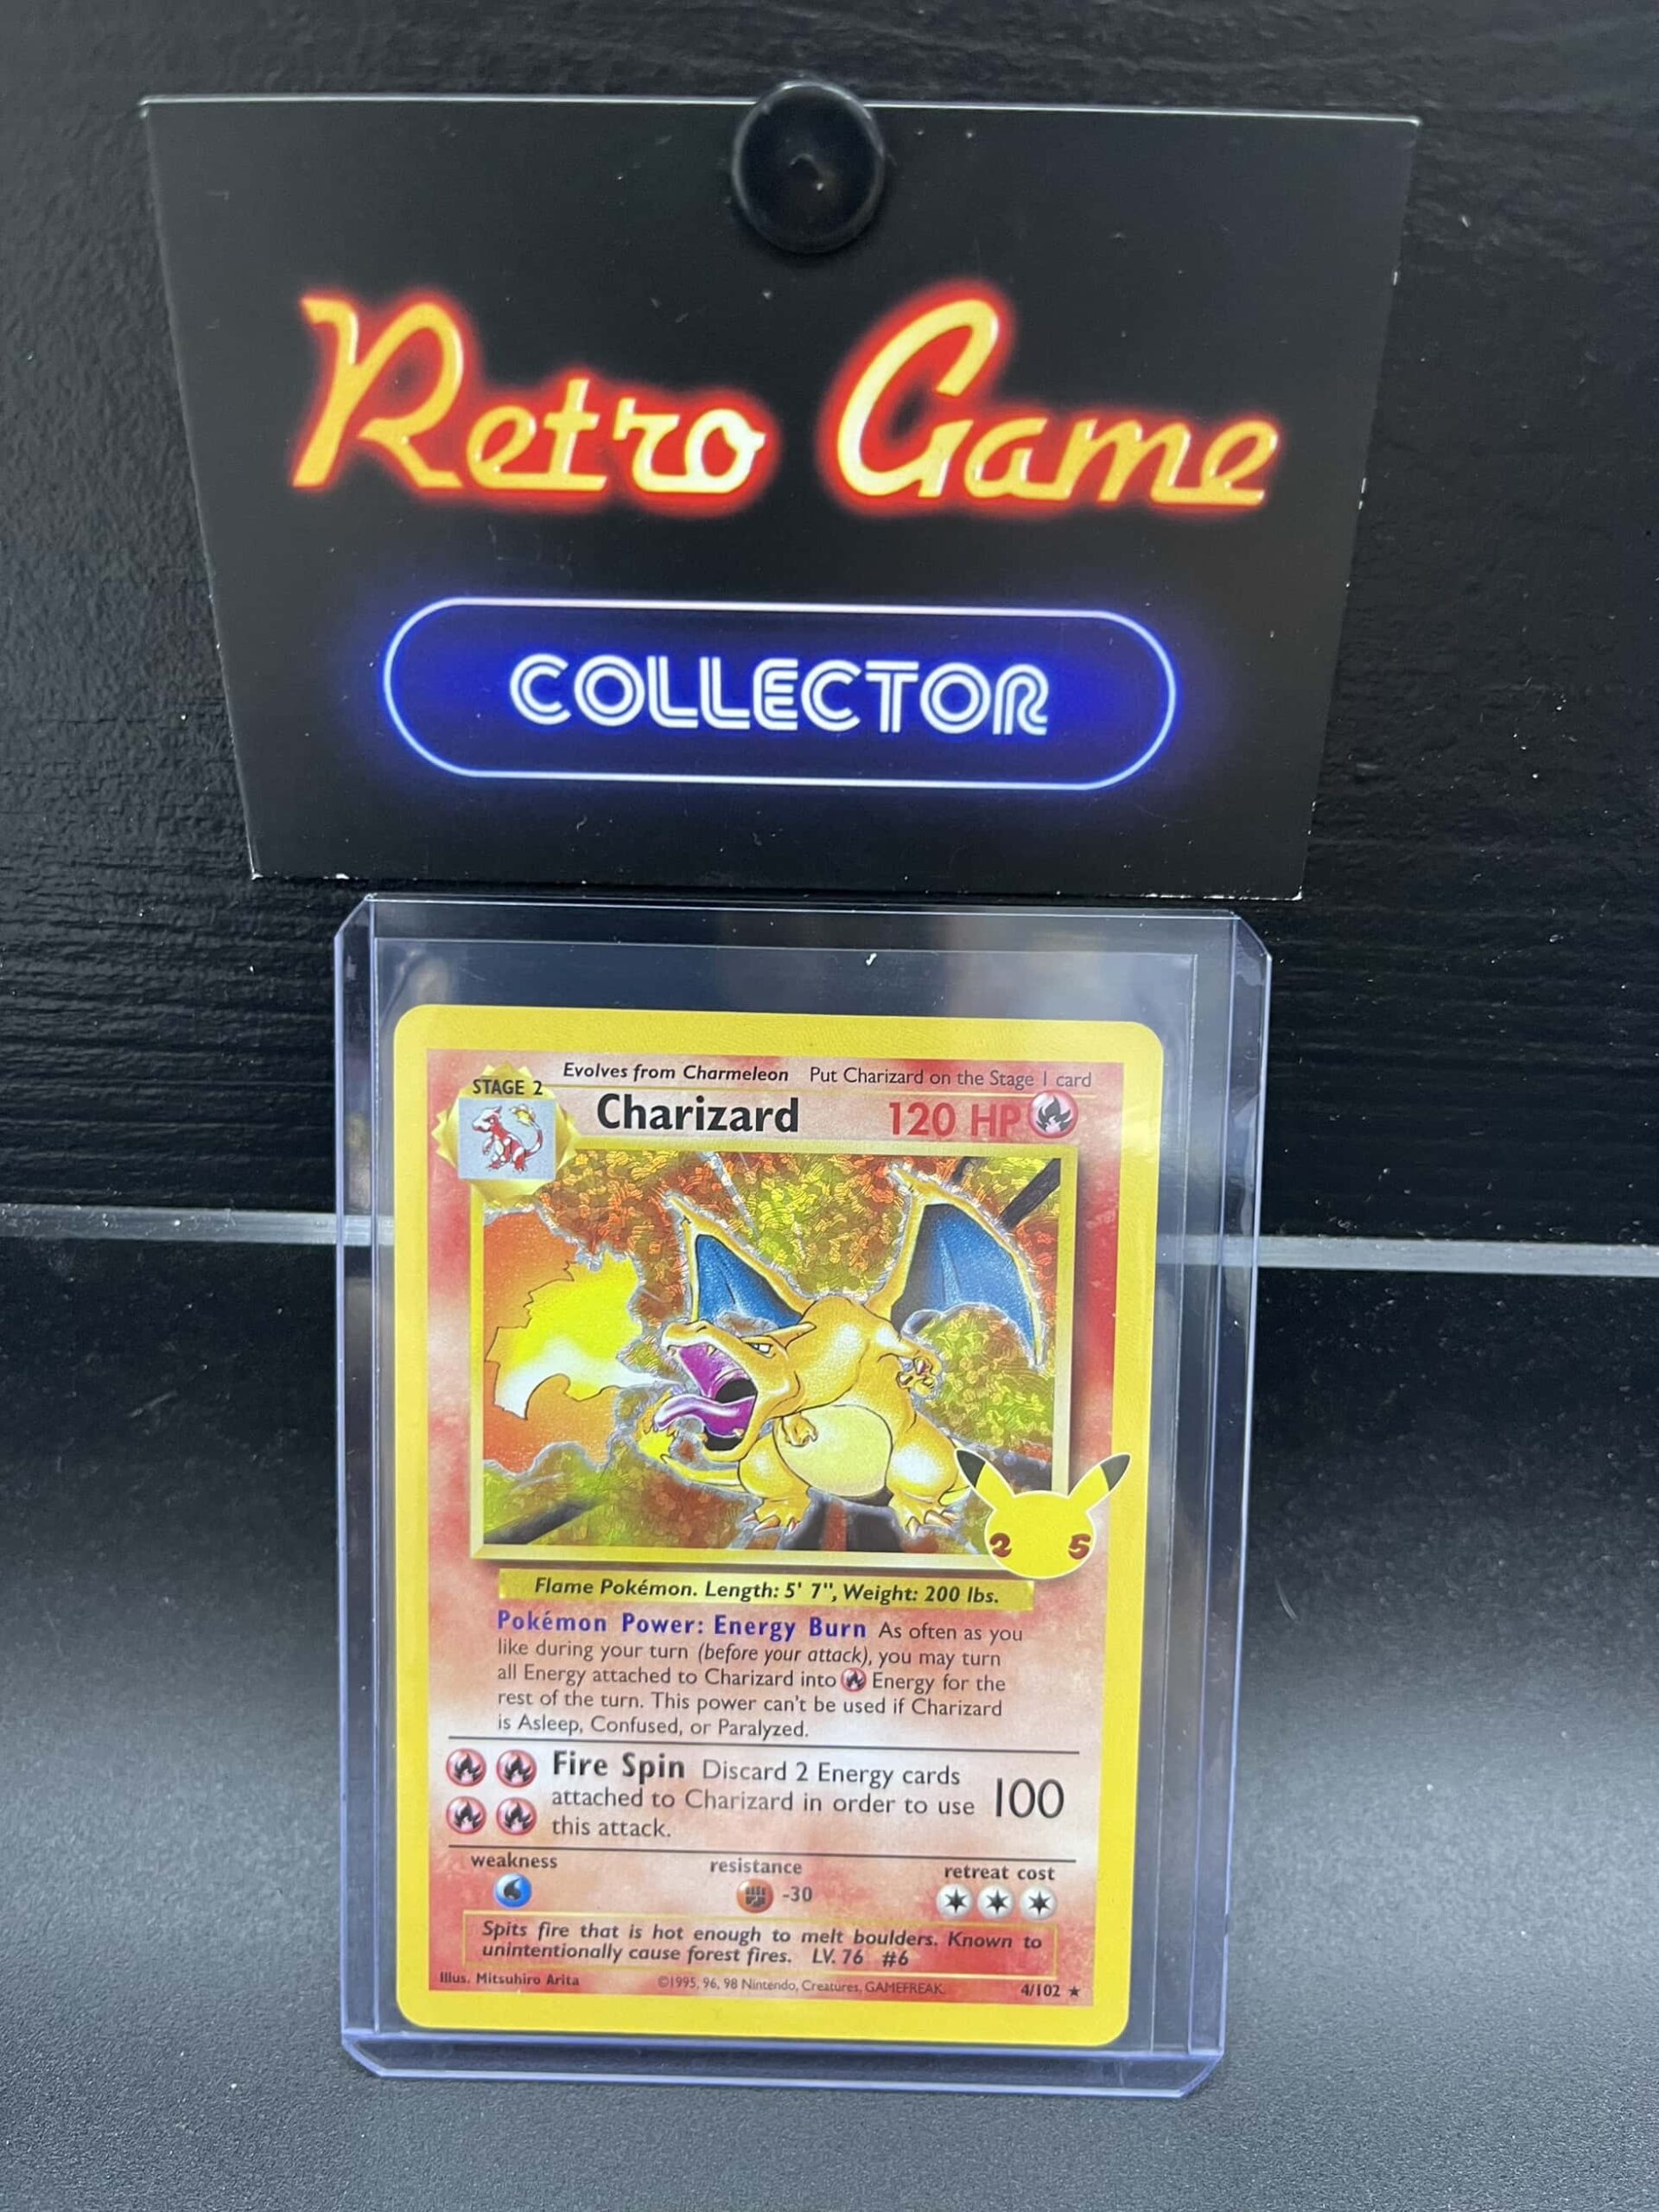 Retro Game
COLLECTOR
Evolves from Charmeleon Put Charizard on the Stage 1 card
STAGE 2
Charizard 120 HP
2 5
Flame Pokémon. Length: 5' 7", Weight: 200 lbs.
Pokémon Power: Energy Burn As often as you
like during your turn (before your attack), you may turn
all Energy attached to Charizard into Energy for the
rest of the turn. This power can't be used if Charizard
is Asleep, Confused, or Paralyzed.
Fire Spin Discard 2 Energy cards
attached to Charizard in order to use 100
this attack.
weakness resistance retreat cost
-30
Spits fire that is hot enough to melt boulders. Known to
unintentionally cause forest fires. LV. 76 #6
Illus. Mitsuhiro Arita ©1995, 96, 98 Nintendo, Creatures, GAMEFREAK. 4/102 ★